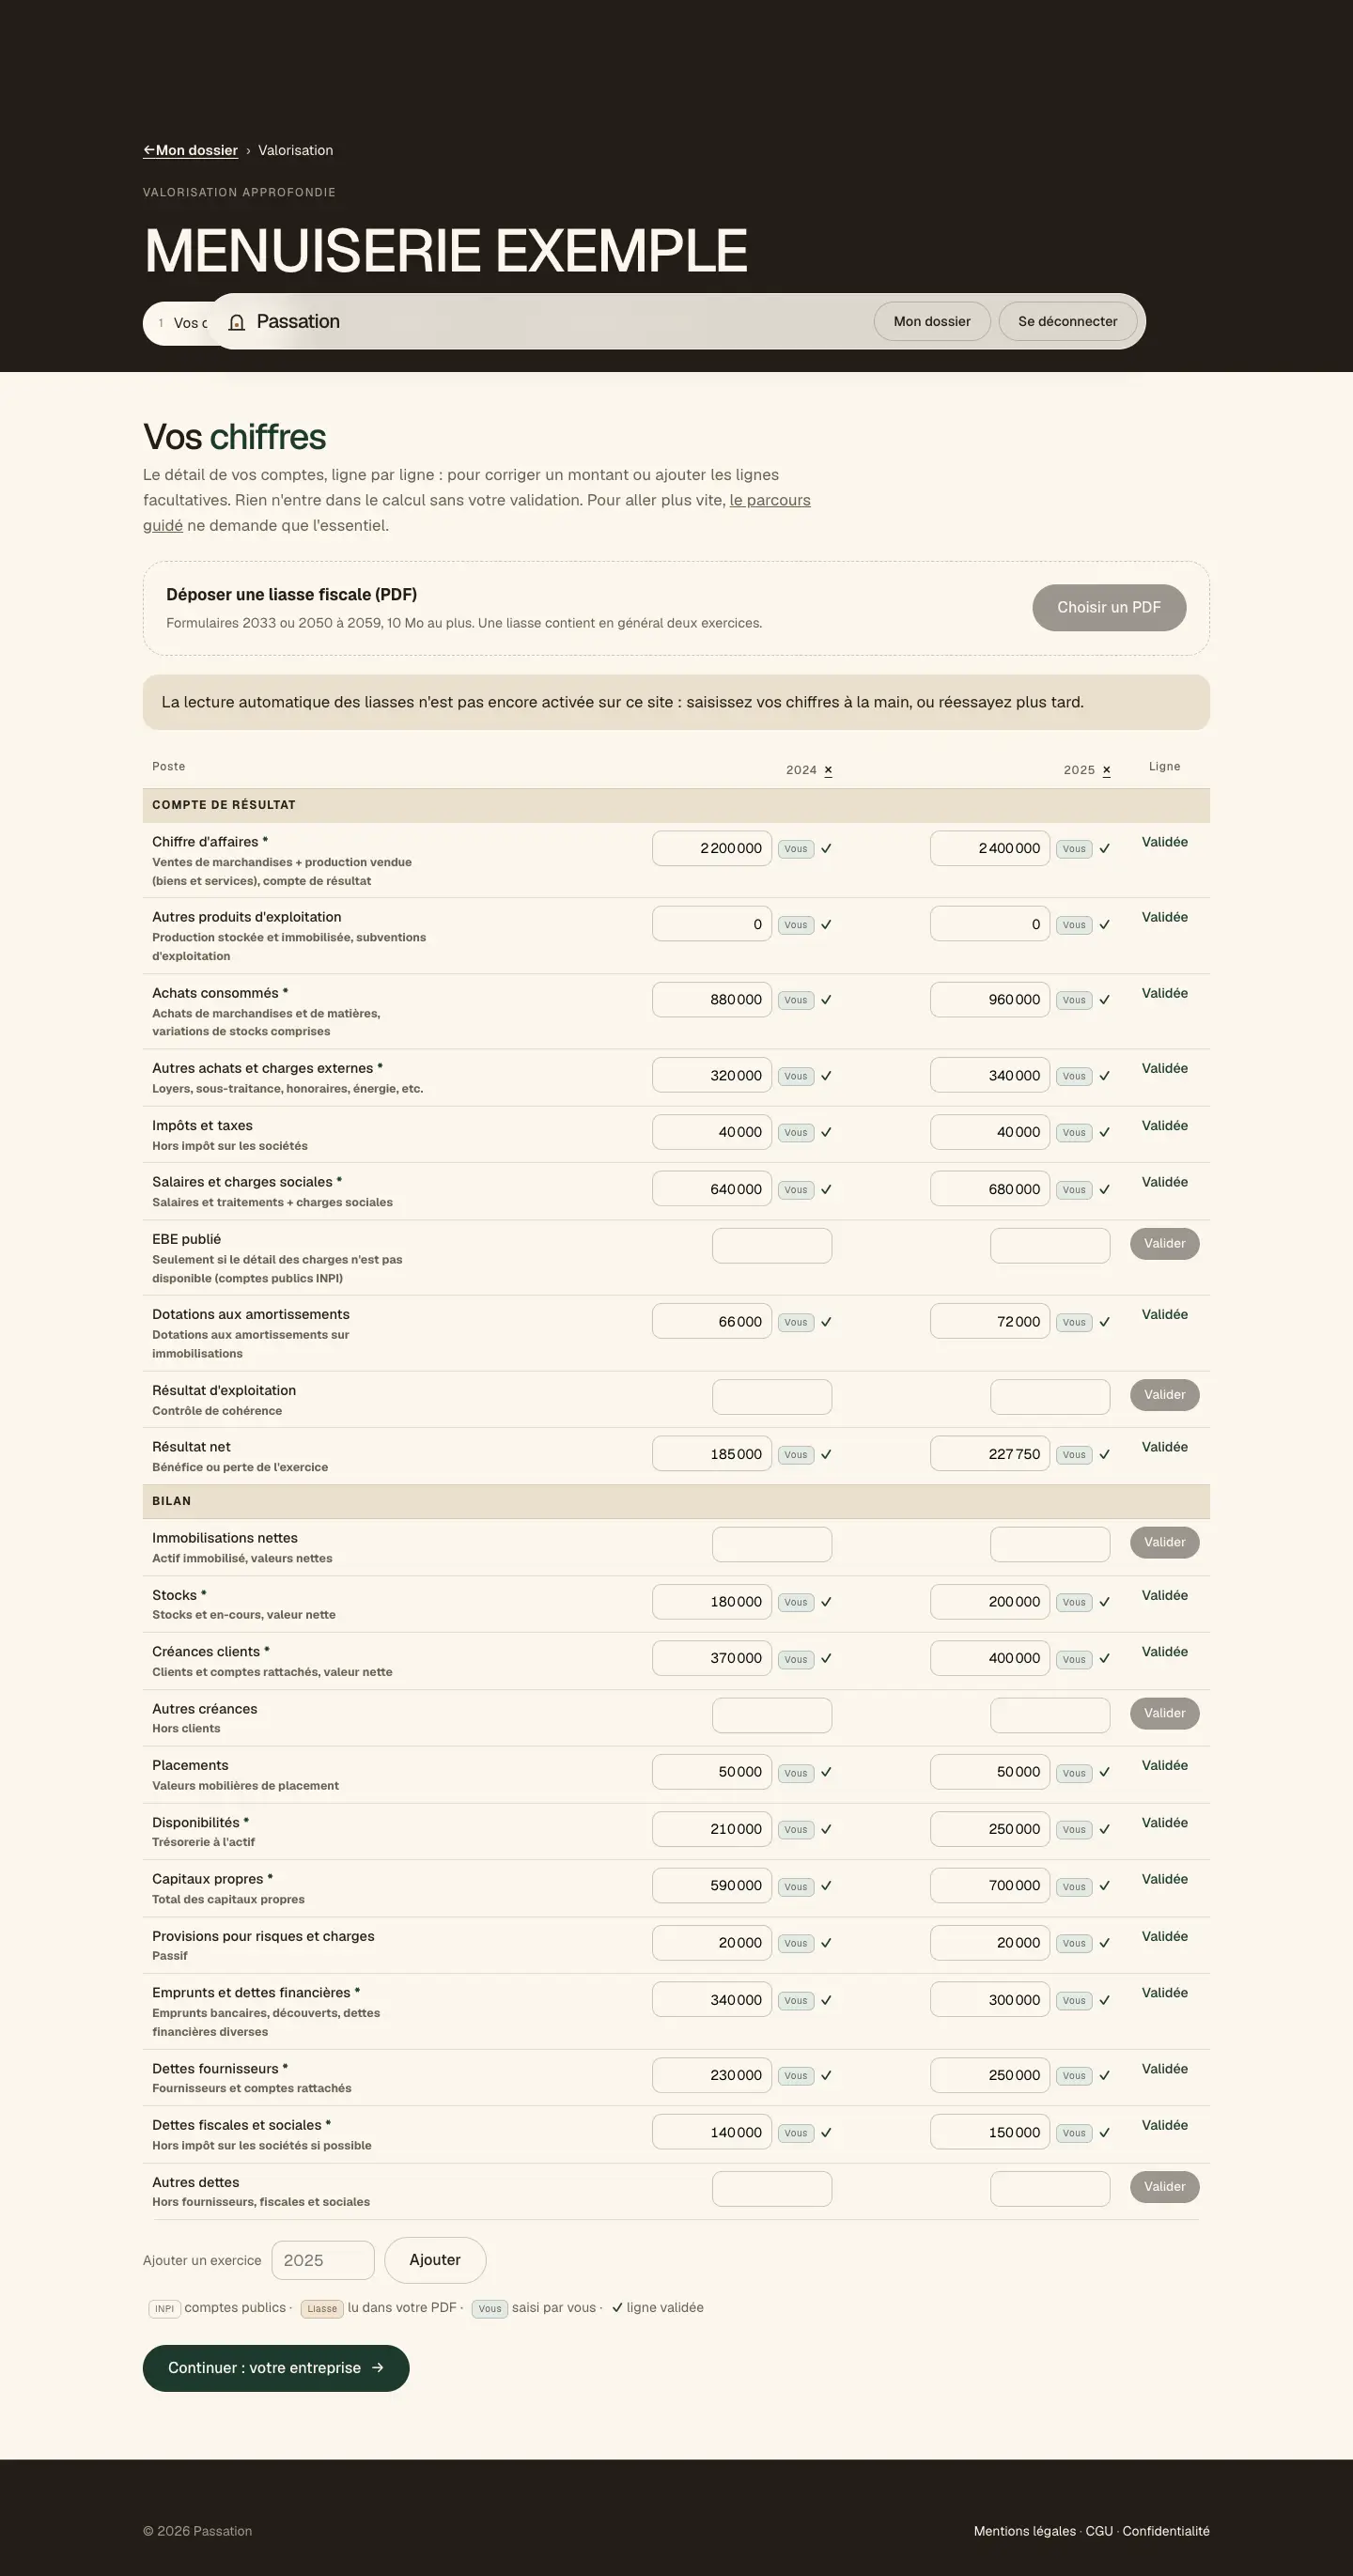 ←Mon dossier › Valorisation
VALORISATION APPROFONDIE
MENUISERIE EXEMPLE
1 Vos c
Passation Mon dossier Se déconnecter
Vos chiffres
Le détail de vos comptes, ligne par ligne : pour corriger un montant ou ajouter les lignes
facultatives. Rien n'entre dans le calcul sans votre validation. Pour aller plus vite, le parcours
guidé ne demande que l'essentiel.
Déposer une liasse fiscale (PDF)
Formulaires 2033 ou 2050 à 2059, 10 Mo au plus. Une liasse contient en général deux exercices.
Choisir un PDF
La lecture automatique des liasses n'est pas encore activée sur ce site : saisissez vos chiffres à la main, ou réessayez plus tard.
Poste 2024 × 2025 × Ligne
COMPTE DE RÉSULTAT
Chiffre d'affaires * 2 200 000 Vous ✓ 2 400 000 Vous ✓ Validée
Ventes de marchandises + production vendue
(biens et services), compte de résultat
Autres produits d'exploitation 0 Vous ✓ 0 Vous ✓ Validée
Production stockée et immobilisée, subventions
d'exploitation
Achats consommés * 880 000 Vous ✓ 960 000 Vous ✓ Validée
Achats de marchandises et de matières,
variations de stocks comprises
Autres achats et charges externes * 320 000 Vous ✓ 340 000 Vous ✓ Validée
Loyers, sous-traitance, honoraires, énergie, etc.
Impôts et taxes 40 000 Vous ✓ 40 000 Vous ✓ Validée
Hors impôt sur les sociétés
Salaires et charges sociales * 640 000 Vous ✓ 680 000 Vous ✓ Validée
Salaires et traitements + charges sociales
EBE publié Valider
Seulement si le détail des charges n'est pas
disponible (comptes publics INPI)
Dotations aux amortissements 66 000 Vous ✓ 72 000 Vous ✓ Validée
Dotations aux amortissements sur
immobilisations
Résultat d'exploitation Valider
Contrôle de cohérence
Résultat net 185 000 Vous ✓ 227 750 Vous ✓ Validée
Bénéfice ou perte de l'exercice
BILAN
Immobilisations nettes Valider
Actif immobilisé, valeurs nettes
Stocks * 180 000 Vous ✓ 200 000 Vous ✓ Validée
Stocks et en-cours, valeur nette
Créances clients * 370 000 Vous ✓ 400 000 Vous ✓ Validée
Clients et comptes rattachés, valeur nette
Autres créances Valider
Hors clients
Placements 50 000 Vous ✓ 50 000 Vous ✓ Validée
Valeurs mobilières de placement
Disponibilités * 210 000 Vous ✓ 250 000 Vous ✓ Validée
Trésorerie à l'actif
Capitaux propres * 590 000 Vous ✓ 700 000 Vous ✓ Validée
Total des capitaux propres
Provisions pour risques et charges 20 000 Vous ✓ 20 000 Vous ✓ Validée
Passif
Emprunts et dettes financières * 340 000 Vous ✓ 300 000 Vous ✓ Validée
Emprunts bancaires, découverts, dettes
financières diverses
Dettes fournisseurs * 230 000 Vous ✓ 250 000 Vous ✓ Validée
Fournisseurs et comptes rattachés
Dettes fiscales et sociales * 140 000 Vous ✓ 150 000 Vous ✓ Validée
Hors impôt sur les sociétés si possible
Autres dettes Valider
Hors fournisseurs, fiscales et sociales
Ajouter un exercice 2025 Ajouter
INPI comptes publics · Liasse lu dans votre PDF · Vous saisi par vous · ✓ ligne validée
Continuer : votre entreprise →
© 2026 Passation Mentions légales · CGU · Confidentialité